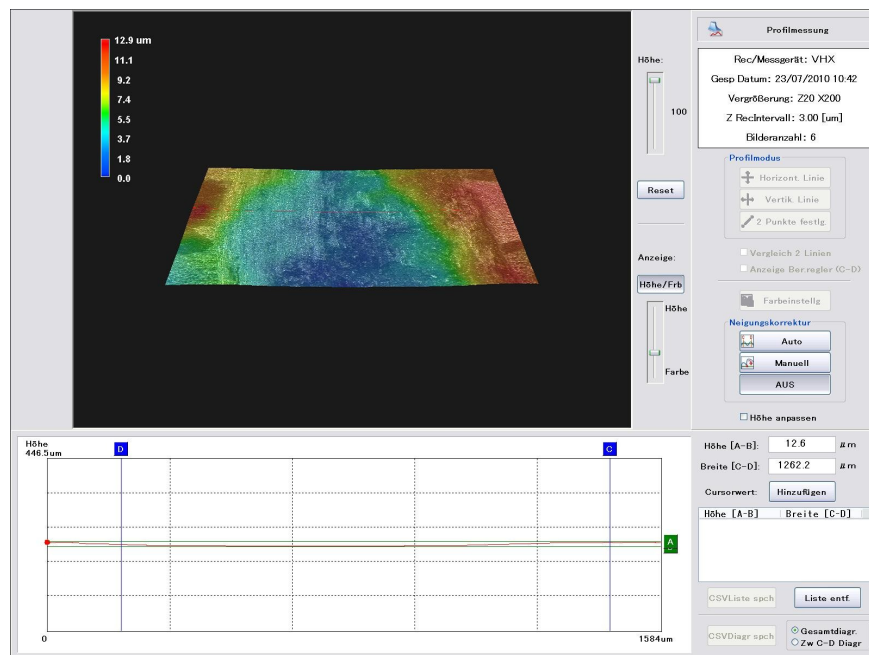 12.9 um
11.1
9.2
7.4
5.5
3.7
1.8
0.0
Höhe:
100
Reset
Anzeige:
Höhe/Frb
Höhe
Farbe
Profilmessung
Rec/Messgerät: VHX
Gesp Datum: 23/07/2010 10:42
Vergrößerung: Z20 X200
Z RecIntervall: 3.00 [um]
Bilderanzahl: 6
Profilmodus
Horizont. Linie
Vertik. Linie
2 Punkte festlg.
Vergleich 2 Linien
Anzeige Ber.regler (C-D)
Farbeinstellg
Neigungskorrektur
Auto
Manuell
AUS
Höhe anpassen
Höhe
446.5um
D
C
A
0
1584um
Höhe [A-B]: 12.6 µm
Breite [C-D]: 1262.2 µm
Cursorwert: Hinzufügen
Höhe [A-B] Breite [C-D]
CSVListe spch Liste entf.
CSVDiagr spch
Gesamtdiagr.
Zw C-D Diagr